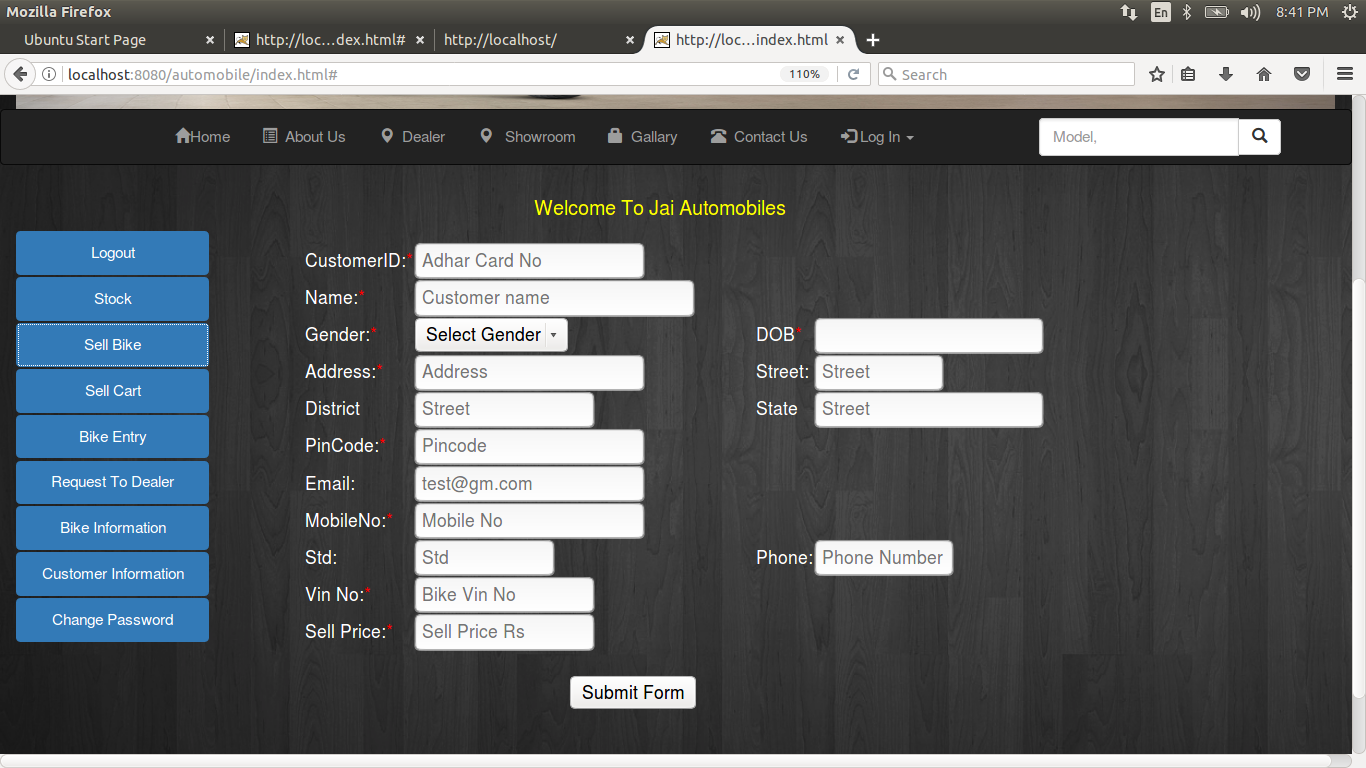 Mozilla Firefox En 8:41 PM
Ubuntu Start Page × http://loc...dex.html# × http://localhost/ × http://loc...index.html × +
localhost:8080/automobile/index.html# 110% Search
Home About Us Dealer Showroom Gallary Contact Us Log In Model,
Welcome To Jai Automobiles
Logout
Stock
Sell Bike
Sell Cart
Bike Entry
Request To Dealer
Bike Information
Customer Information
Change Password
CustomerID:* Adhar Card No
Name:* Customer name
Gender:* Select Gender DOB*
Address:* Address Street: Street
District Street State Street
PinCode:* Pincode
Email: test@gm.com
MobileNo:* Mobile No
Std: Std Phone: Phone Number
Vin No:* Bike Vin No
Sell Price:* Sell Price Rs
Submit Form